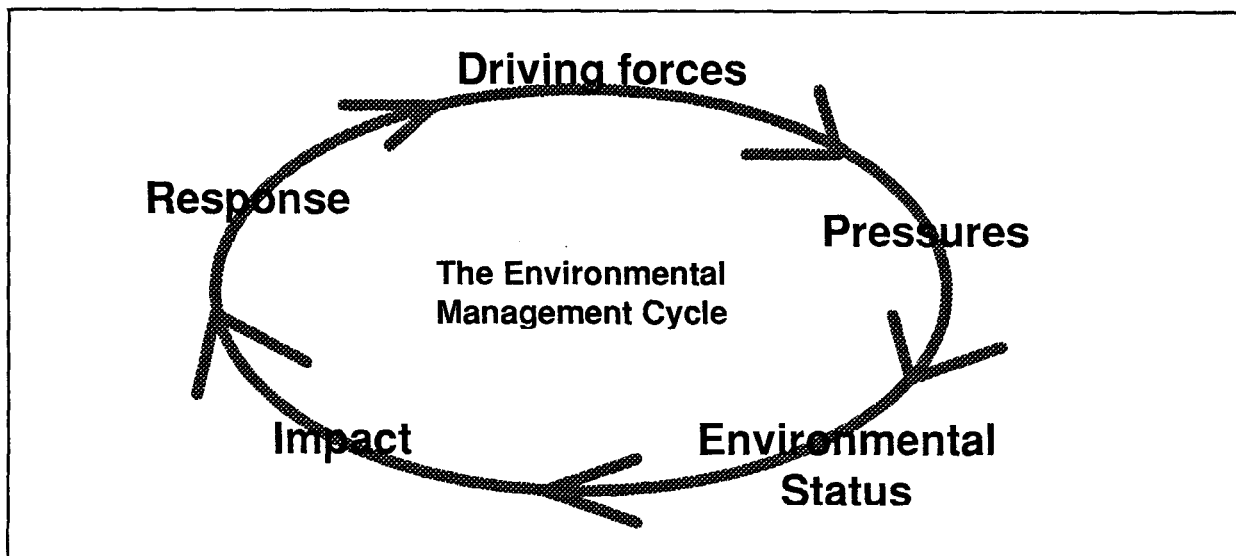 Driving forces
Response
Pressures
The Environmental
Management Cycle
Impact
Environmental
Status